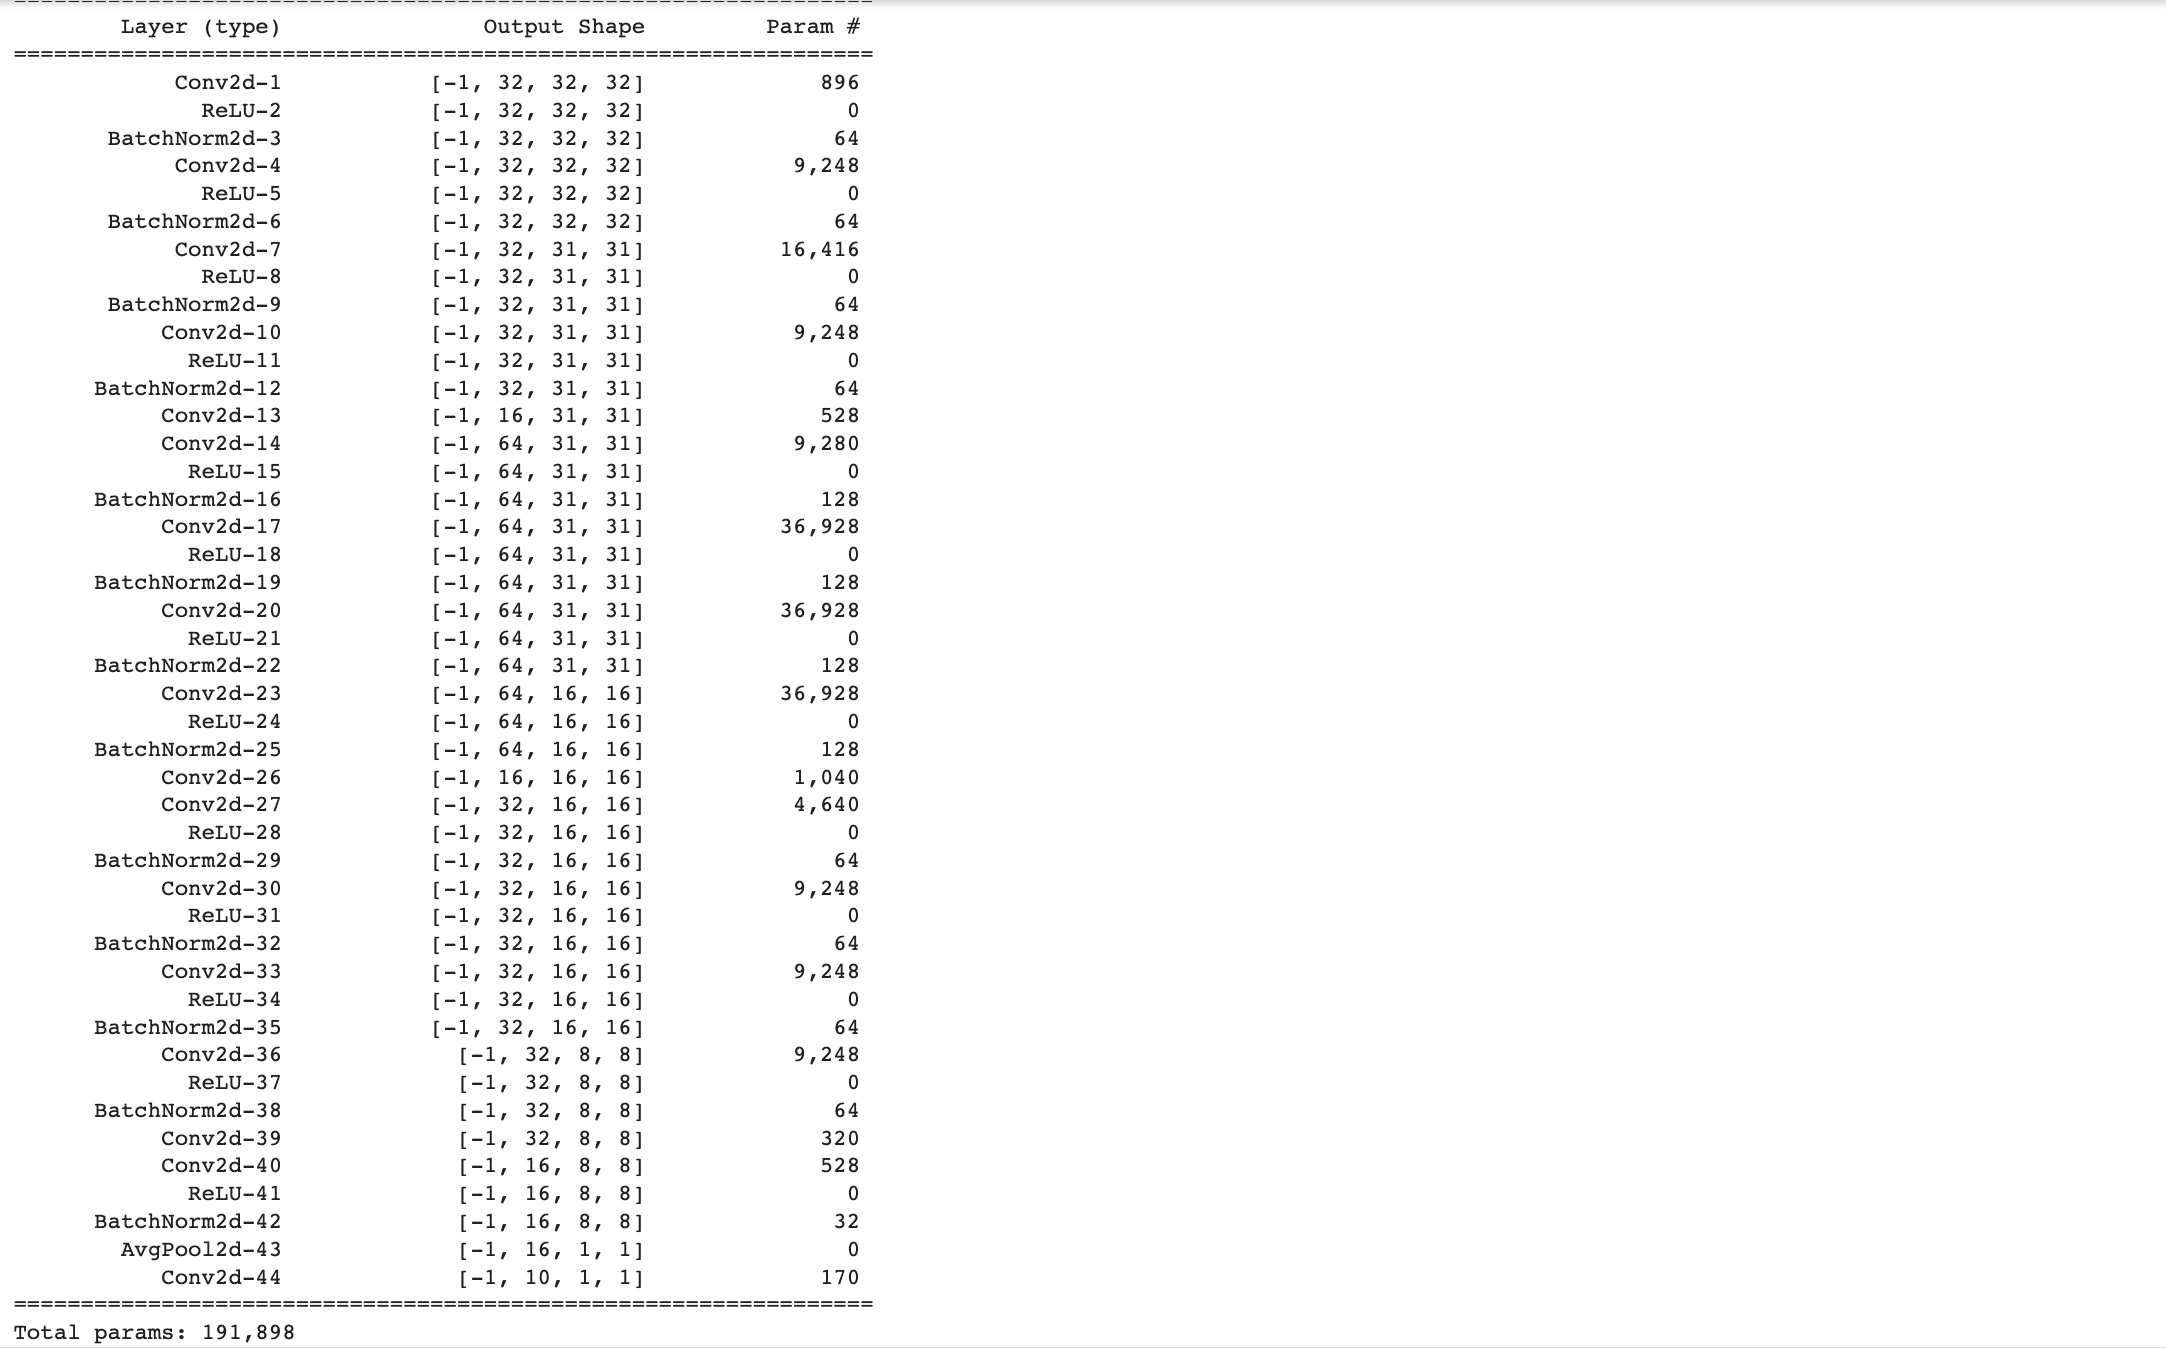 ----------------------------------------------------------------
        Layer (type)               Output Shape         Param #
================================================================
            Conv2d-1           [-1, 32, 32, 32]             896
              ReLU-2           [-1, 32, 32, 32]               0
       BatchNorm2d-3           [-1, 32, 32, 32]              64
            Conv2d-4           [-1, 32, 32, 32]           9,248
              ReLU-5           [-1, 32, 32, 32]               0
       BatchNorm2d-6           [-1, 32, 32, 32]              64
            Conv2d-7           [-1, 32, 31, 31]          16,416
              ReLU-8           [-1, 32, 31, 31]               0
       BatchNorm2d-9           [-1, 32, 31, 31]              64
           Conv2d-10           [-1, 32, 31, 31]           9,248
             ReLU-11           [-1, 32, 31, 31]               0
      BatchNorm2d-12           [-1, 32, 31, 31]              64
           Conv2d-13           [-1, 16, 31, 31]             528
           Conv2d-14           [-1, 64, 31, 31]           9,280
             ReLU-15           [-1, 64, 31, 31]               0
      BatchNorm2d-16           [-1, 64, 31, 31]             128
           Conv2d-17           [-1, 64, 31, 31]          36,928
             ReLU-18           [-1, 64, 31, 31]               0
      BatchNorm2d-19           [-1, 64, 31, 31]             128
           Conv2d-20           [-1, 64, 31, 31]          36,928
             ReLU-21           [-1, 64, 31, 31]               0
      BatchNorm2d-22           [-1, 64, 31, 31]             128
           Conv2d-23           [-1, 64, 16, 16]          36,928
             ReLU-24           [-1, 64, 16, 16]               0
      BatchNorm2d-25           [-1, 64, 16, 16]             128
           Conv2d-26           [-1, 16, 16, 16]           1,040
           Conv2d-27           [-1, 32, 16, 16]           4,640
             ReLU-28           [-1, 32, 16, 16]               0
      BatchNorm2d-29           [-1, 32, 16, 16]              64
           Conv2d-30           [-1, 32, 16, 16]           9,248
             ReLU-31           [-1, 32, 16, 16]               0
      BatchNorm2d-32           [-1, 32, 16, 16]              64
           Conv2d-33           [-1, 32, 16, 16]           9,248
             ReLU-34           [-1, 32, 16, 16]               0
      BatchNorm2d-35           [-1, 32, 16, 16]              64
           Conv2d-36             [-1, 32, 8, 8]           9,248
             ReLU-37             [-1, 32, 8, 8]               0
      BatchNorm2d-38             [-1, 32, 8, 8]              64
           Conv2d-39             [-1, 32, 8, 8]             320
           Conv2d-40             [-1, 16, 8, 8]             528
             ReLU-41             [-1, 16, 8, 8]               0
      BatchNorm2d-42             [-1, 16, 8, 8]              32
        AvgPool2d-43             [-1, 16, 1, 1]               0
           Conv2d-44             [-1, 10, 1, 1]             170
================================================================
Total params: 191,898